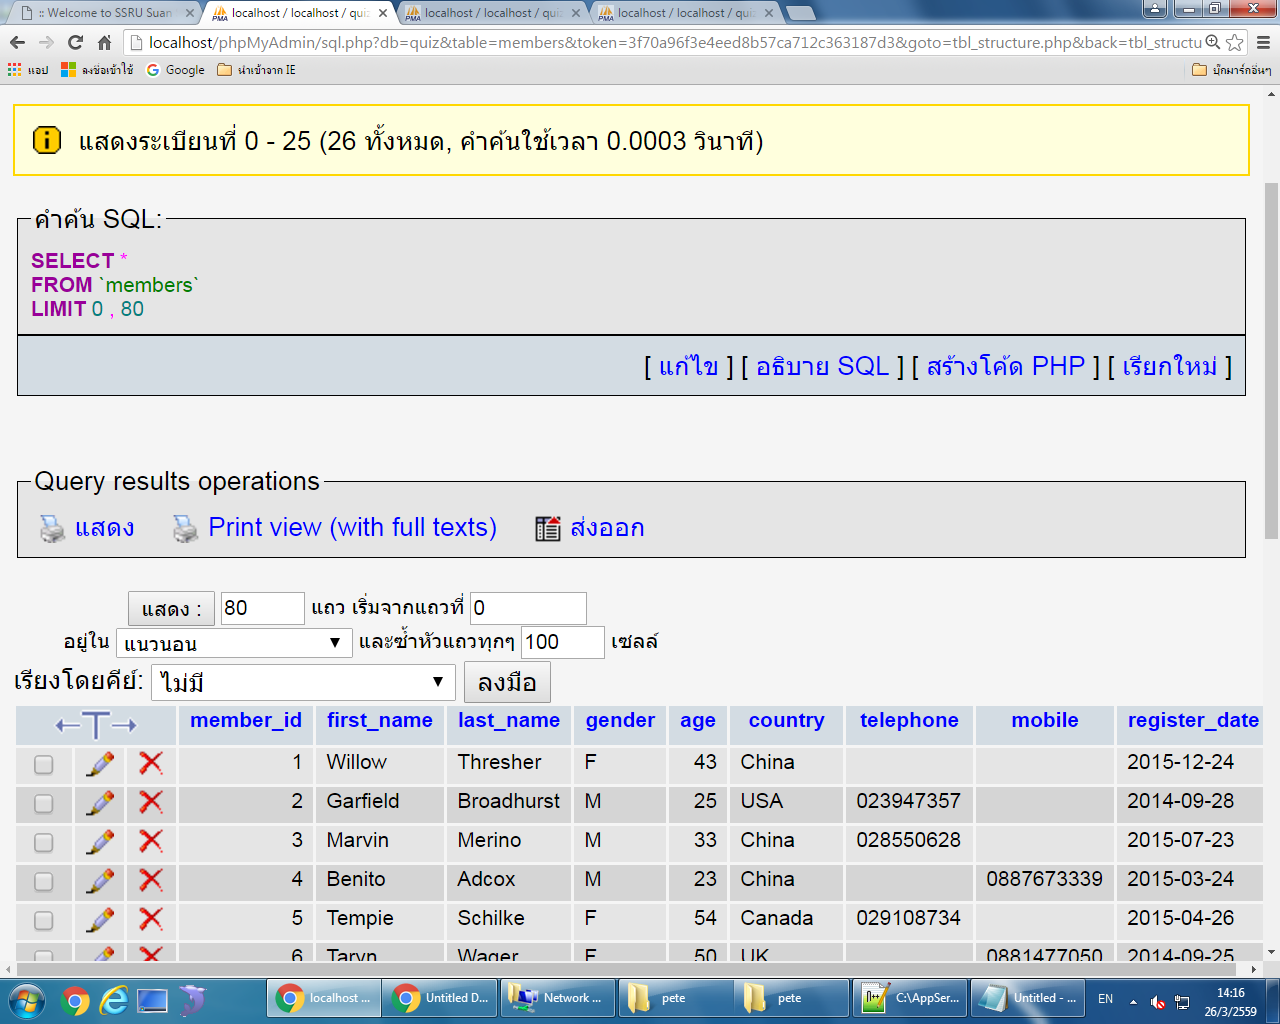 :: Welcome to SSRU Suan
localhost / localhost / qui
localhost / localhost / qui
localhost / localhost / qui
localhost/phpMyAdmin/sql.php?db=quiz&table=members&token=3f70a96f3e4eed8b57ca712c363187d3&goto=tbl_structure.php&back=tbl_structu
แอป ลงชื่อเข้าใช้ Google นำเข้าจาก IE บุ๊กมาร์กอื่นๆ
แสดงระเบียนที่ 0 - 25 (26 ทั้งหมด, คำค้นใช้เวลา 0.0003 วินาที)
คำค้น SQL:
SELECT *
FROM `members`
LIMIT 0 , 80
[ แก้ไข ] [ อธิบาย SQL ] [ สร้างโค้ด PHP ] [ เรียกใหม่ ]
Query results operations
แสดง Print view (with full texts) ส่งออก
แสดง : 80 แถว เริ่มจากแถวที่ 0
อยู่ใน แนวนอน และซ้ำหัวแถวทุกๆ 100 เซลล์
เรียงโดยคีย์: ไม่มี ลงมือ
←T→ member_id first_name last_name gender age country telephone mobile register_date
1 Willow Thresher F 43 China 2015-12-24
2 Garfield Broadhurst M 25 USA 023947357 2014-09-28
3 Marvin Merino M 33 China 028550628 2015-07-23
4 Benito Adcox M 23 China 0887673339 2015-03-24
5 Tempie Schilke F 54 Canada 029108734 2015-04-26
6 Taryn Wager F 50 UK 0881477050 2014-09-25
localhost ... Untitled D... Network ... pete pete C:\AppSer... Untitled - ... EN 14:16
26/3/2559